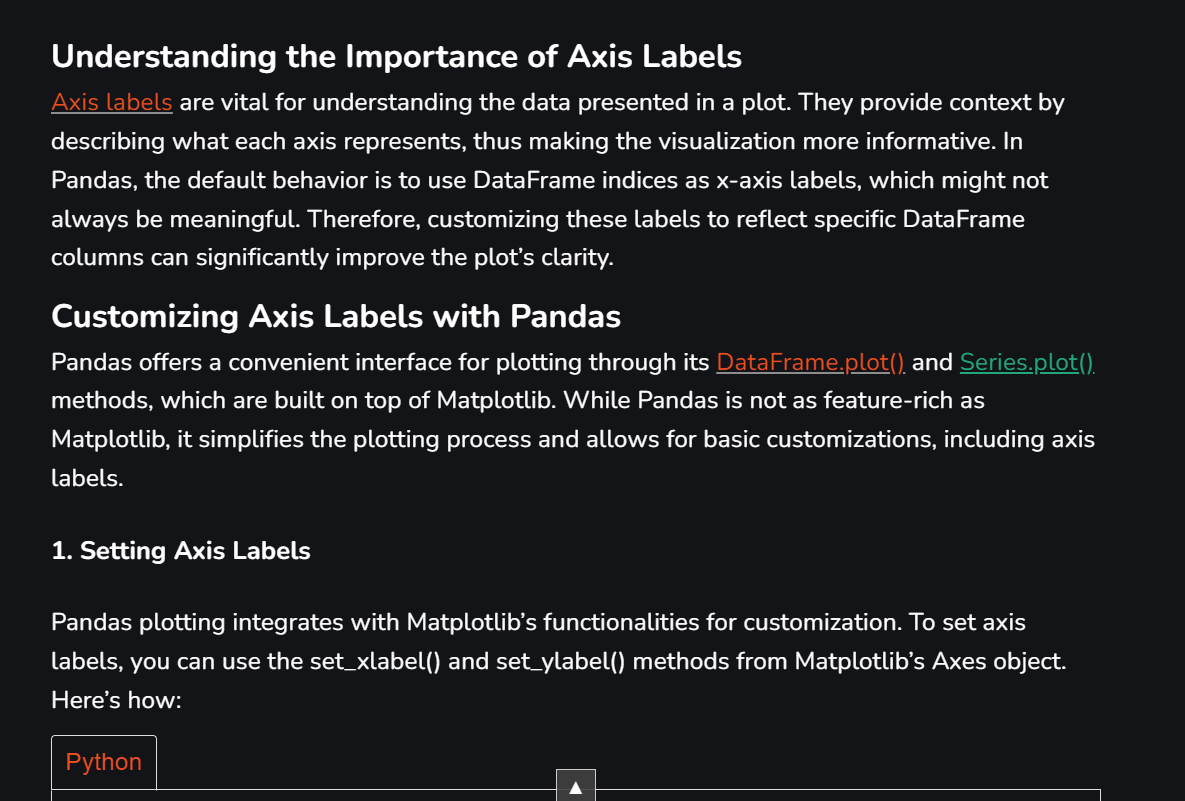 Understanding the Importance of Axis Labels
Axis labels are vital for understanding the data presented in a plot. They provide context by
describing what each axis represents, thus making the visualization more informative. In
Pandas, the default behavior is to use DataFrame indices as x-axis labels, which might not
always be meaningful. Therefore, customizing these labels to reflect specific DataFrame
columns can significantly improve the plot’s clarity.
Customizing Axis Labels with Pandas
Pandas offers a convenient interface for plotting through its DataFrame.plot() and Series.plot()
methods, which are built on top of Matplotlib. While Pandas is not as feature-rich as
Matplotlib, it simplifies the plotting process and allows for basic customizations, including axis
labels.
1. Setting Axis Labels
Pandas plotting integrates with Matplotlib’s functionalities for customization. To set axis
labels, you can use the set_xlabel() and set_ylabel() methods from Matplotlib’s Axes object.
Here’s how:
Python